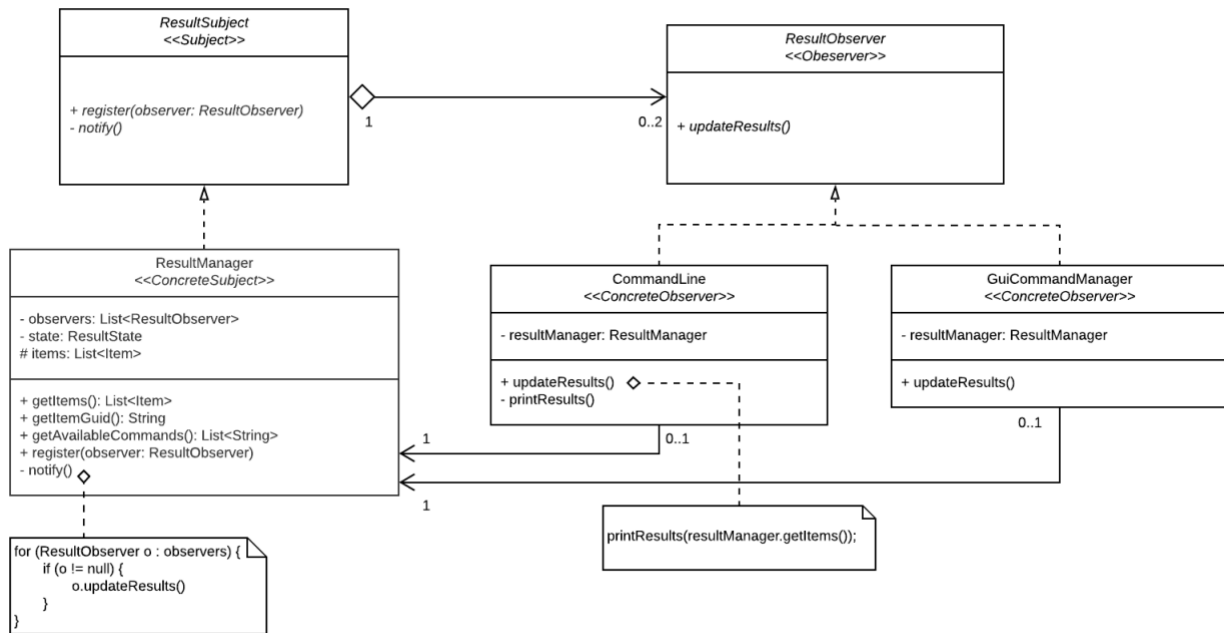 ResultSubject
<<Subject>>
+ register(observer: ResultObserver)
- notify()
1
0..2
ResultObserver
<<Obeserver>>
+ updateResults()
ResultManager
<<ConcreteSubject>>
- observers: List<ResultObserver>
- state: ResultState
# items: List<Item>
+ getItems(): List<Item>
+ getItemGuid(): String
+ getAvailableCommands(): List<String>
+ register(observer: ResultObserver)
- notify()
for (ResultObserver o : observers) {
if (o != null) {
o.updateResults()
}
}
CommandLine
<<ConcreteObserver>>
- resultManager: ResultManager
+ updateResults()
- printResults()
0..1
1
printResults(resultManager.getItems());
GuiCommandManager
<<ConcreteObserver>>
- resultManager: ResultManager
+ updateResults()
0..1
1